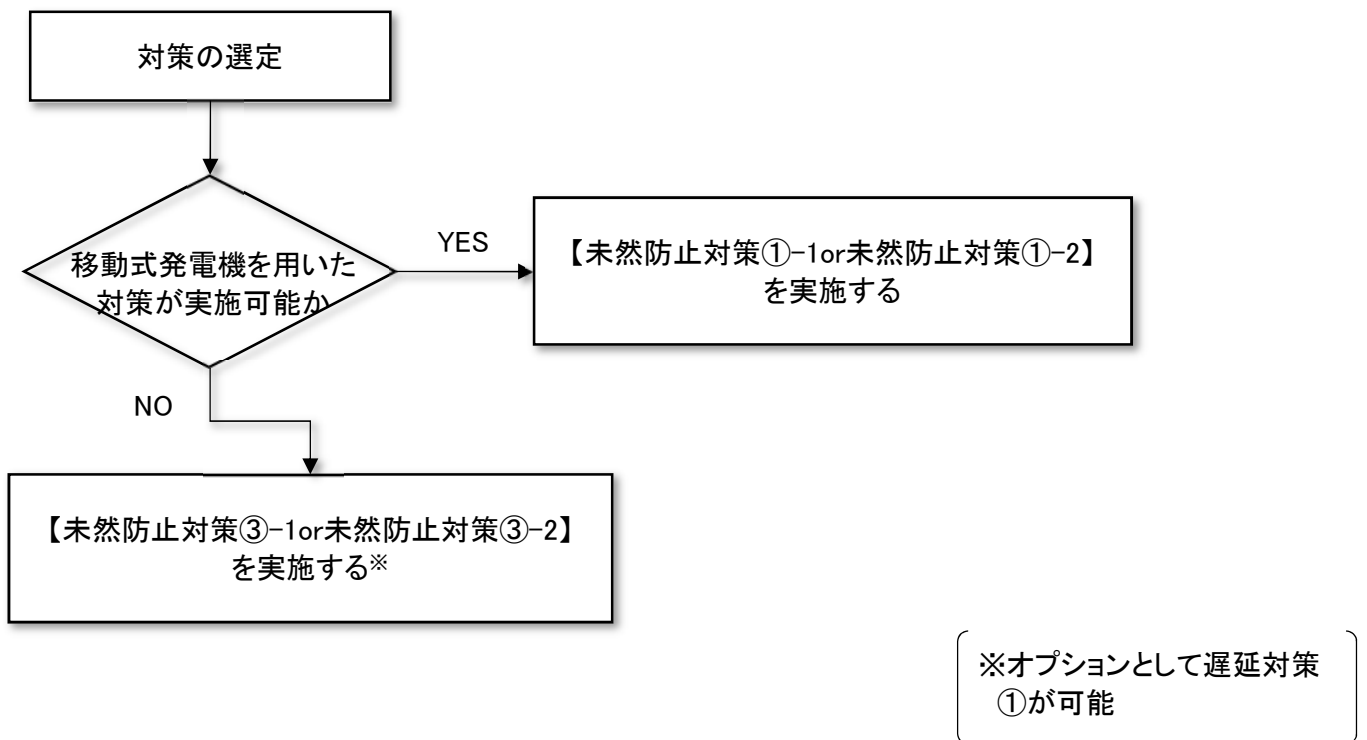 対策の選定
移動式発電機を用いた
対策が実施可能か
YES
【未然防止対策①-1or未然防止対策①-2】
を実施する
NO
【未然防止対策③-1or未然防止対策③-2】
を実施する※
※オプションとして遅延対策
①が可能